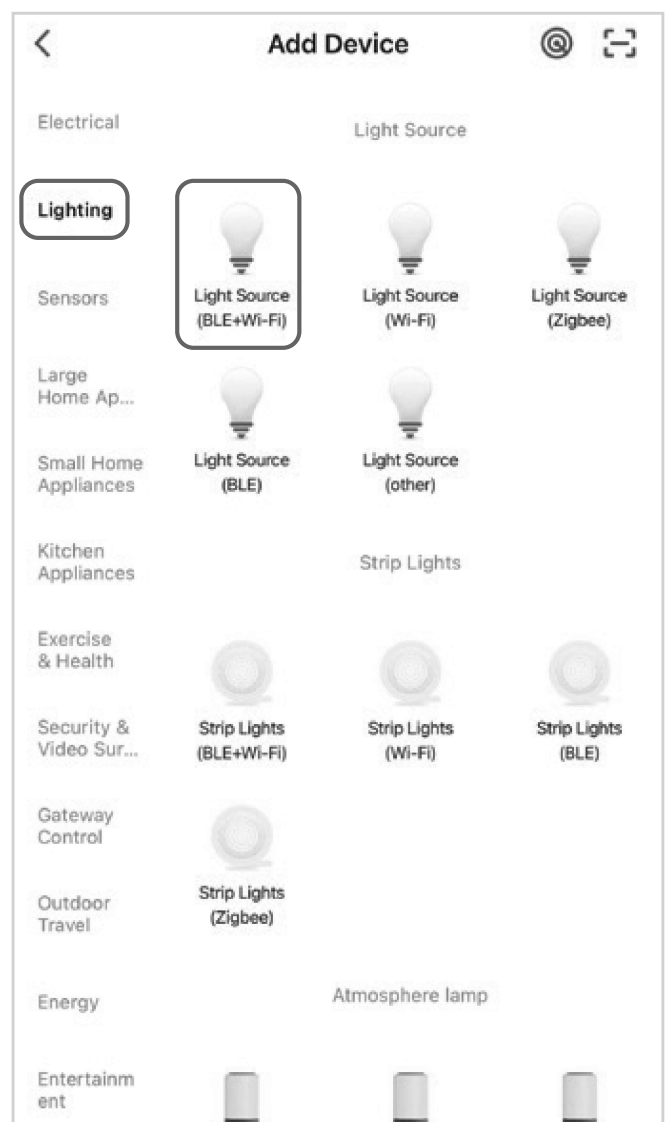 Add Device
Electrical
Lighting
Sensors
Large
Home Ap...
Small Home
Appliances
Kitchen
Appliances
Exercise
& Health
Security &
Video Sur...
Gateway
Control
Outdoor
Travel
Energy
Entertainm
ent
Light Source
Light Source
(BLE+Wi-Fi)
Light Source
(Wi-Fi)
Light Source
(Zigbee)
Light Source
(BLE)
Light Source
(other)
Strip Lights
Strip Lights
(BLE+Wi-Fi)
Strip Lights
(Wi-Fi)
Strip Lights
(BLE)
Strip Lights
(Zigbee)
Atmosphere lamp